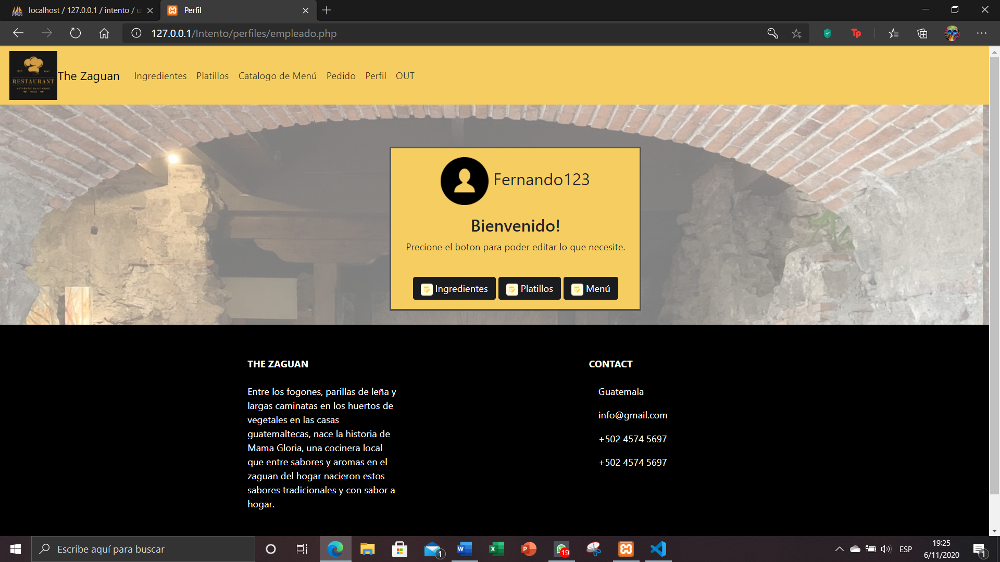 localhost / 127.0.0.1 / intento / u
Perfil
127.0.0.1/Intento/perfiles/empleado.php
RESTAURANT
The Zaguan
Ingredientes
Platillos
Catalogo de Menú
Pedido
Perfil
OUT
Fernando123
Bienvenido!
Precione el boton para poder editar lo que necesite.
Ingredientes
Platillos
Menú
THE ZAGUAN
Entre los fogones, parillas de leña y
largas caminatas en los huertos de
vegetales en las casas
guatemaltecas, nace la historia de
Mama Gloria, una cocinera local
que entre sabores y aromas en el
zaguan del hogar nacieron estos
sabores tradicionales y con sabor a
hogar.
CONTACT
Guatemala
info@gmail.com
+502 4574 5697
+502 4574 5697
Escribe aquí para buscar
1
19
ESP
19:25
6/11/2020
1